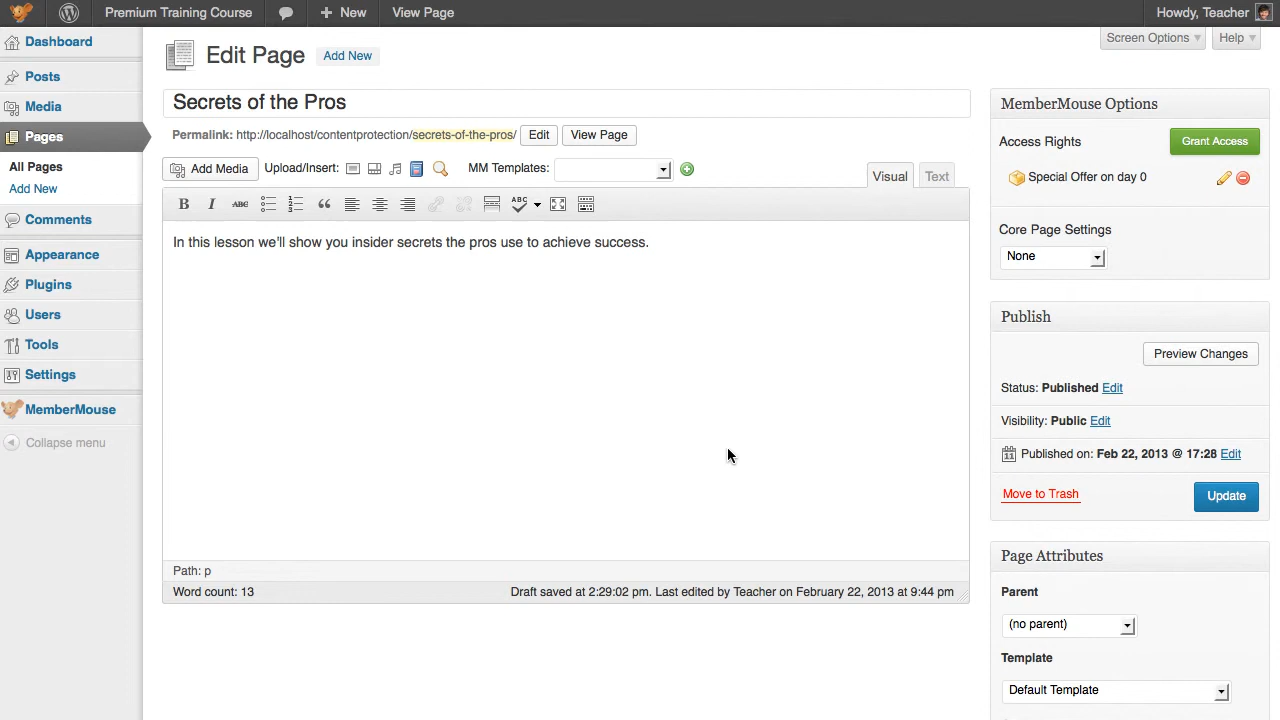 Premium Training Course
New
View Page
Howdy, Teacher
Dashboard
Posts
Media
Pages
All Pages
Add New
Comments
Appearance
Plugins
Users
Tools
Settings
MemberMouse
Collapse menu
Screen Options
Help
Edit Page Add New
Secrets of the Pros
Permalink: http://localhost/contentprotection/secrets-of-the-pros/ Edit View Page
Add Media Upload/Insert: MM Templates:
Visual Text
B I ABC ABC
In this lesson we'll show you insider secrets the pros use to achieve success.
Path: p
Word count: 13 Draft saved at 2:29:02 pm. Last edited by Teacher on February 22, 2013 at 9:44 pm
MemberMouse Options
Access Rights Grant Access
Special Offer on day 0
Core Page Settings
None
Publish
Preview Changes
Status: Published Edit
Visibility: Public Edit
11 Published on: Feb 22, 2013 @ 17:28 Edit
Move to Trash Update
Page Attributes
Parent
(no parent)
Template
Default Template